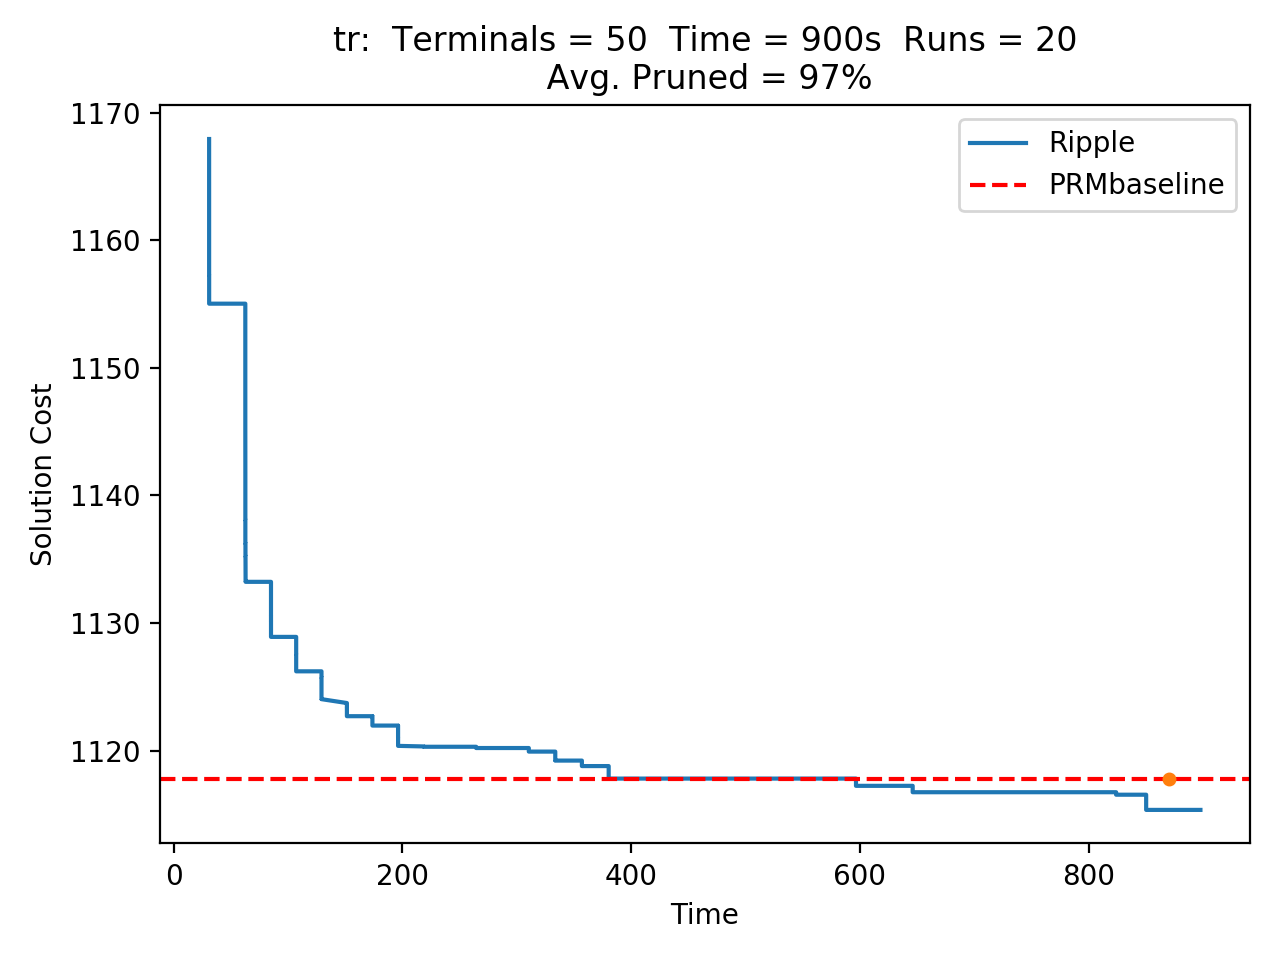 tr:  Terminals = 50  Time = 900s  Runs = 20
Avg. Pruned = 97%
Ripple
PRMbaseline
Solution Cost
1170
1160
1150
1140
1130
1120
0
200
400
600
800
Time